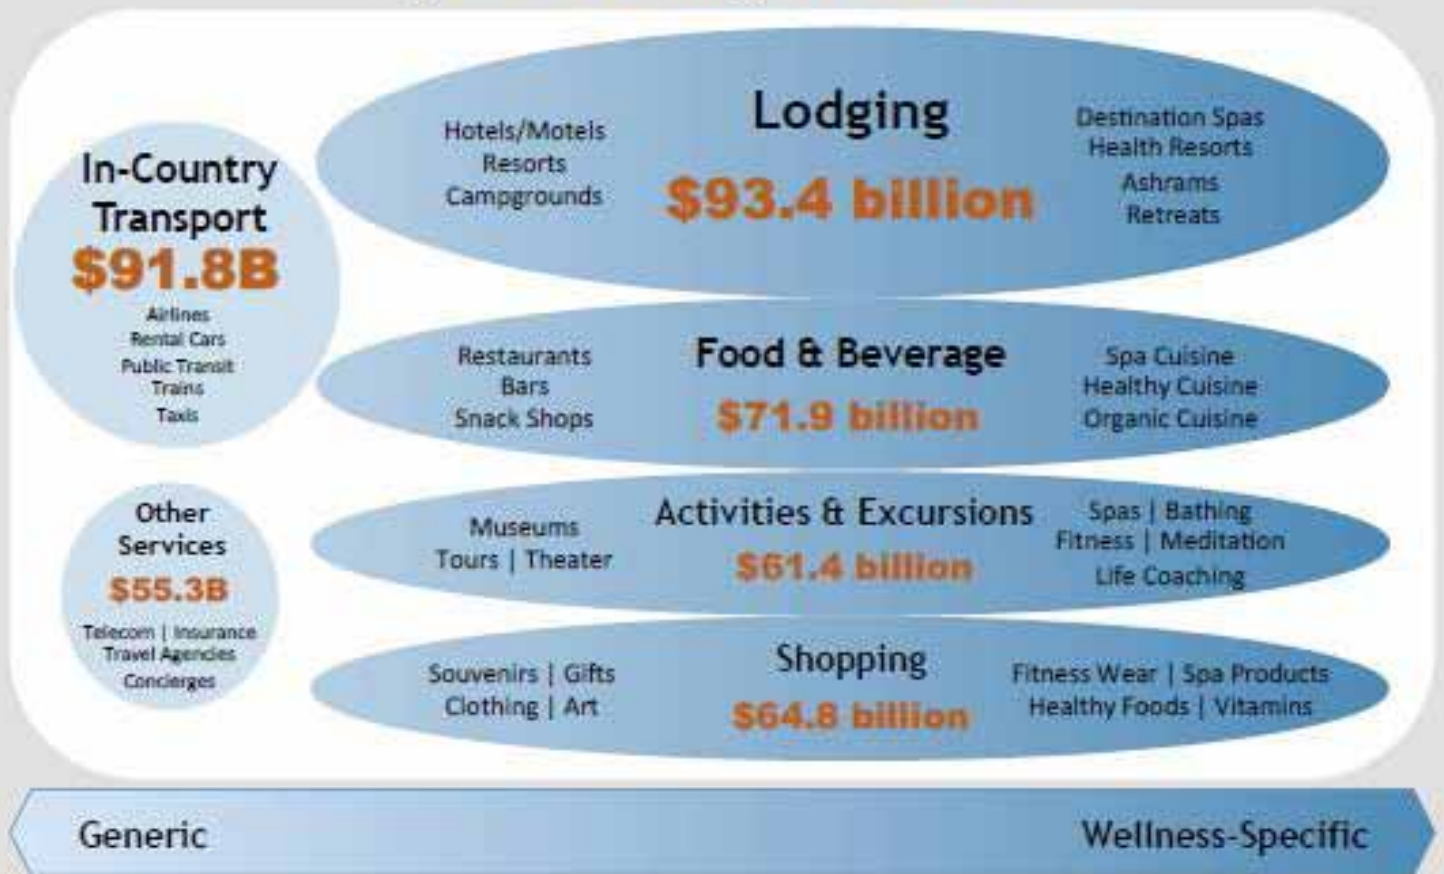 In-Country
Transport
$91.8B
Airlines
Rental Cars
Public Transit
Trains
Taxis
Other
Services
$55.3B
Telecom | Insurance
Travel Agencies
Concierges
Lodging
$93.4 billion
Hotels/Motels
Resorts
Campgrounds
Destination Spas
Health Resorts
Ashrams
Retreats
Food & Beverage
$71.9 billion
Restaurants
Bars
Snack Shops
Spa Cuisine
Healthy Cuisine
Organic Cuisine
Activities & Excursions
$61.4 billion
Museums
Tours | Theater
Spas | Bathing
Fitness | Meditation
Life Coaching
Shopping
$64.8 billion
Souvenirs | Gifts
Clothing | Art
Fitness Wear | Spa Products
Healthy Foods | Vitamins
Generic
Wellness-Specific